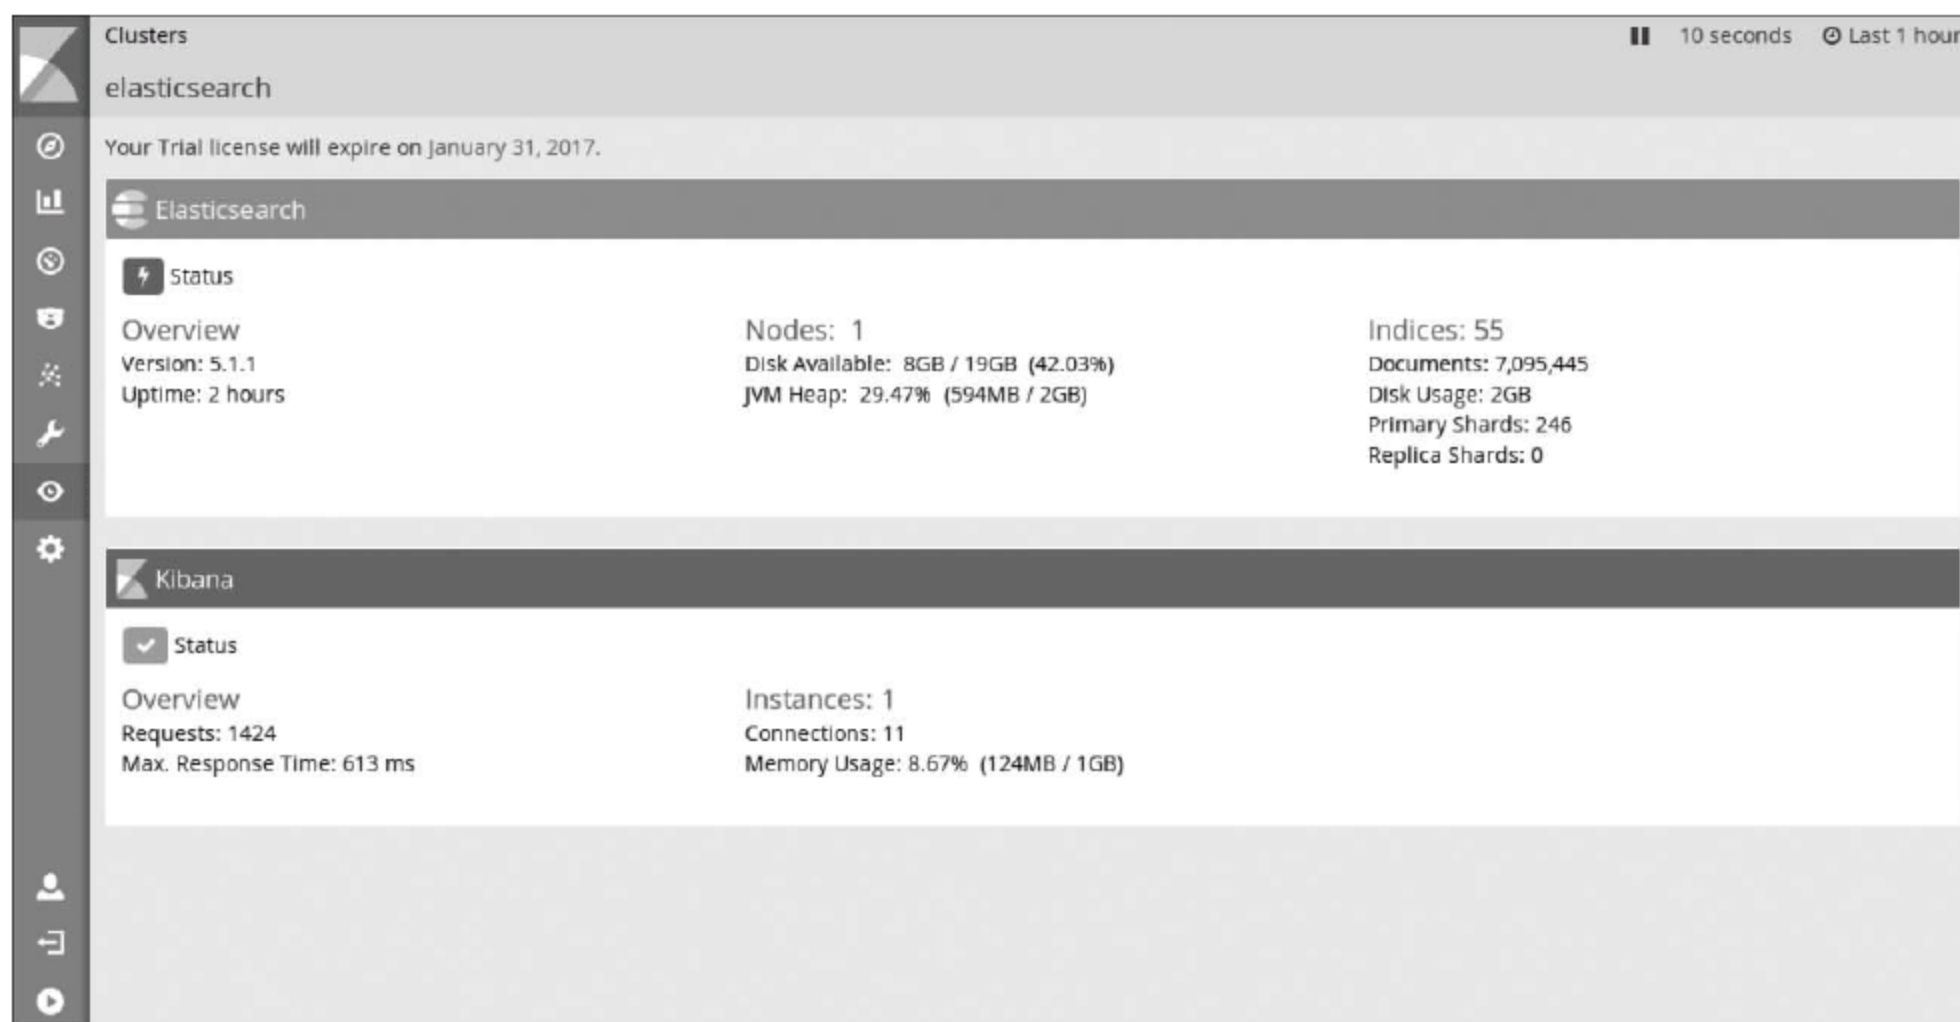 Clusters 10 seconds Last 1 hour
elasticsearch
Your Trial license will expire on January 31, 2017.
Elasticsearch
Status
Overview Nodes: 1 Indices: 55
Version: 5.1.1 Disk Available: 8GB / 19GB (42.03%) Documents: 7,095,445
Uptime: 2 hours JVM Heap: 29.47% (594MB / 2GB) Disk Usage: 2GB
Primary Shards: 246
Replica Shards: 0
Kibana
Status
Overview Instances: 1
Requests: 1424 Connections: 11
Max. Response Time: 613 ms Memory Usage: 8.67% (124MB / 1GB)